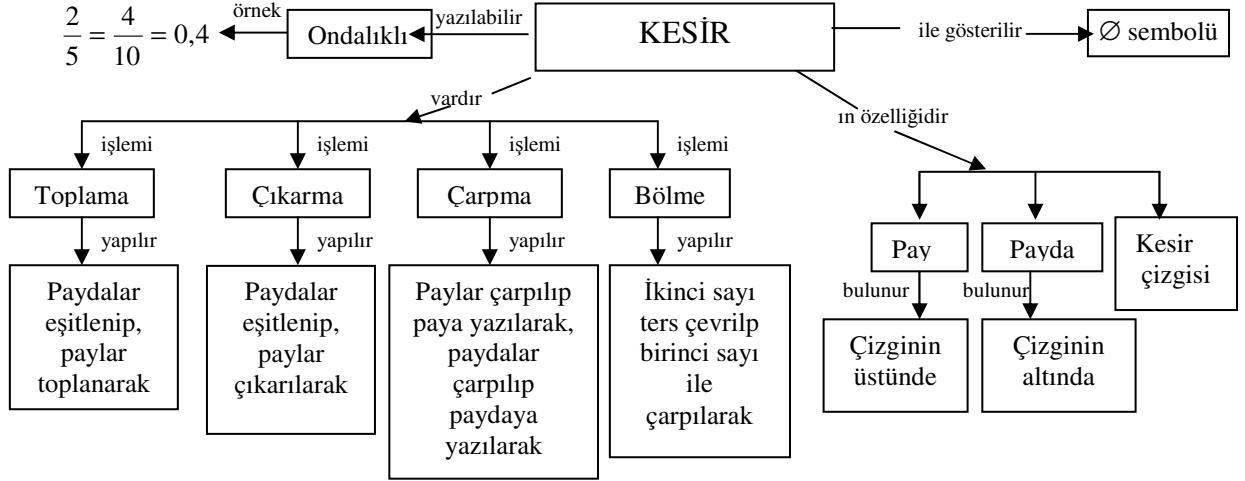 2/5 = 4/10 = 0,4
örnek
Ondalıklı
yazılabilir
KESİR
ile gösterilir
∅ sembolü
vardır
ın özelliğidir
işlemi
işlemi
işlemi
işlemi
Toplama
Çıkarma
Çarpma
Bölme
yapılır
yapılır
yapılır
yapılır
Paydalar
eşitlenip,
paylar
toplanarak
Paydalar
eşitlenip,
paylar
çıkarılarak
Paylar çarpılıp
paya yazılarak,
paydalar
çarpılıp
paydaya
yazılarak
İkinci sayı
ters çevrilp
birinci sayı
ile
çarpılarak
Pay
Payda
Kesir
çizgisi
bulunur
bulunur
Çizginin
üstünde
Çizginin
altında